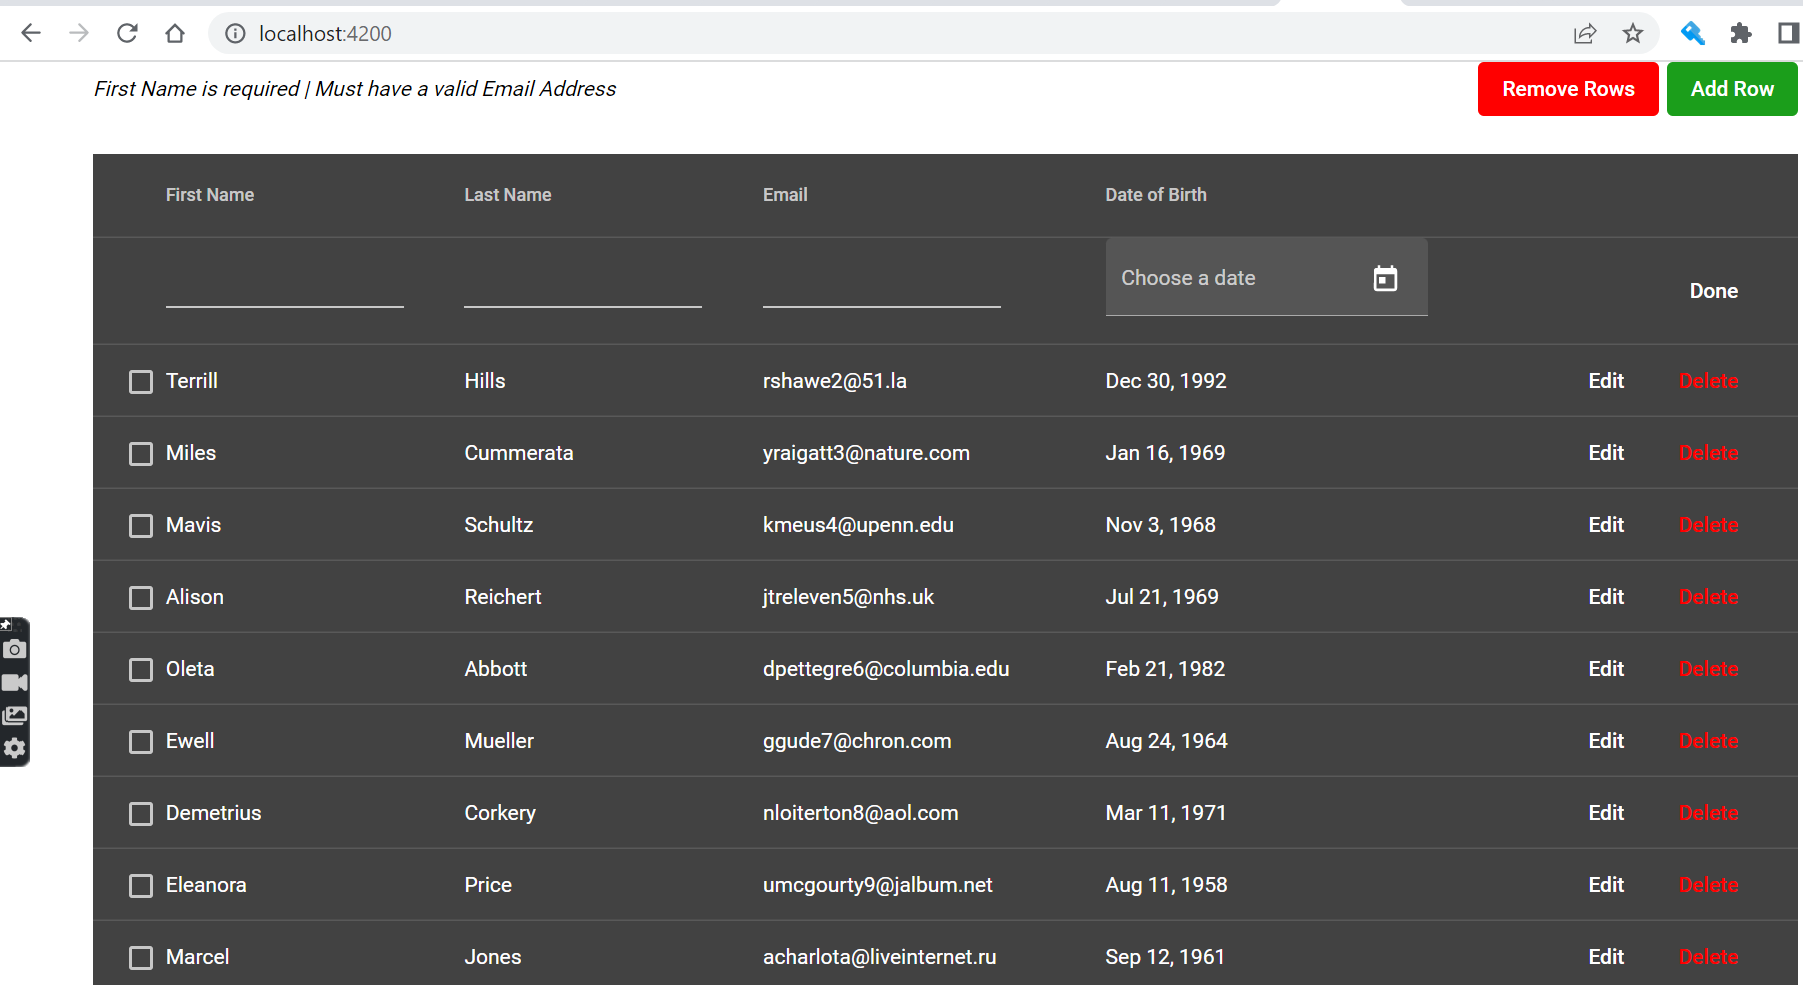 localhost:4200
First Name is required | Must have a valid Email Address Remove Rows Add Row
First Name Last Name Email Date of Birth
Choose a date Done
Terrill Hills rshawe2@51.la Dec 30, 1992 Edit Delete
Miles Cummerata yraigatt3@nature.com Jan 16, 1969 Edit Delete
Mavis Schultz kmeus4@upenn.edu Nov 3, 1968 Edit Delete
Alison Reichert jtreleven5@nhs.uk Jul 21, 1969 Edit Delete
Oleta Abbott dpettegre6@columbia.edu Feb 21, 1982 Edit Delete
Ewell Mueller ggude7@chron.com Aug 24, 1964 Edit Delete
Demetrius Corkery nloiterton8@aol.com Mar 11, 1971 Edit Delete
Eleanora Price umcgourty9@jalbum.net Aug 11, 1958 Edit Delete
Marcel Jones acharlota@liveinternet.ru Sep 12, 1961 Edit Delete